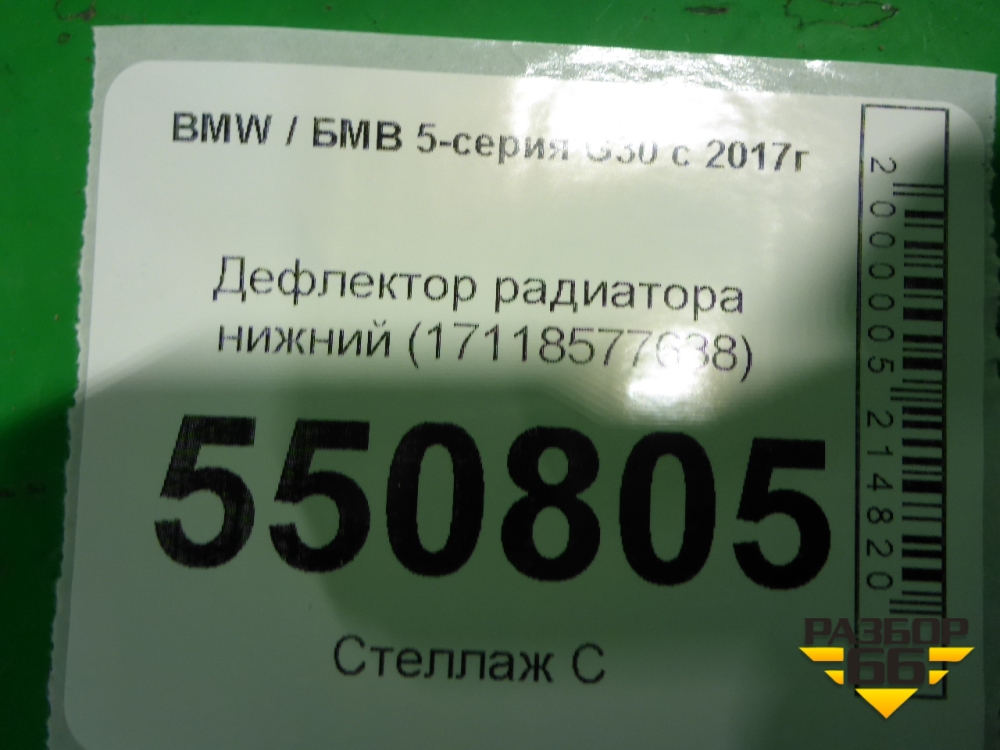 BMW / БМВ 5-серия G30 с 2017г
Дефлектор радиатора
нижний (17118577638)
550805
Стеллаж С
2000005214820
РАЗБОР
66